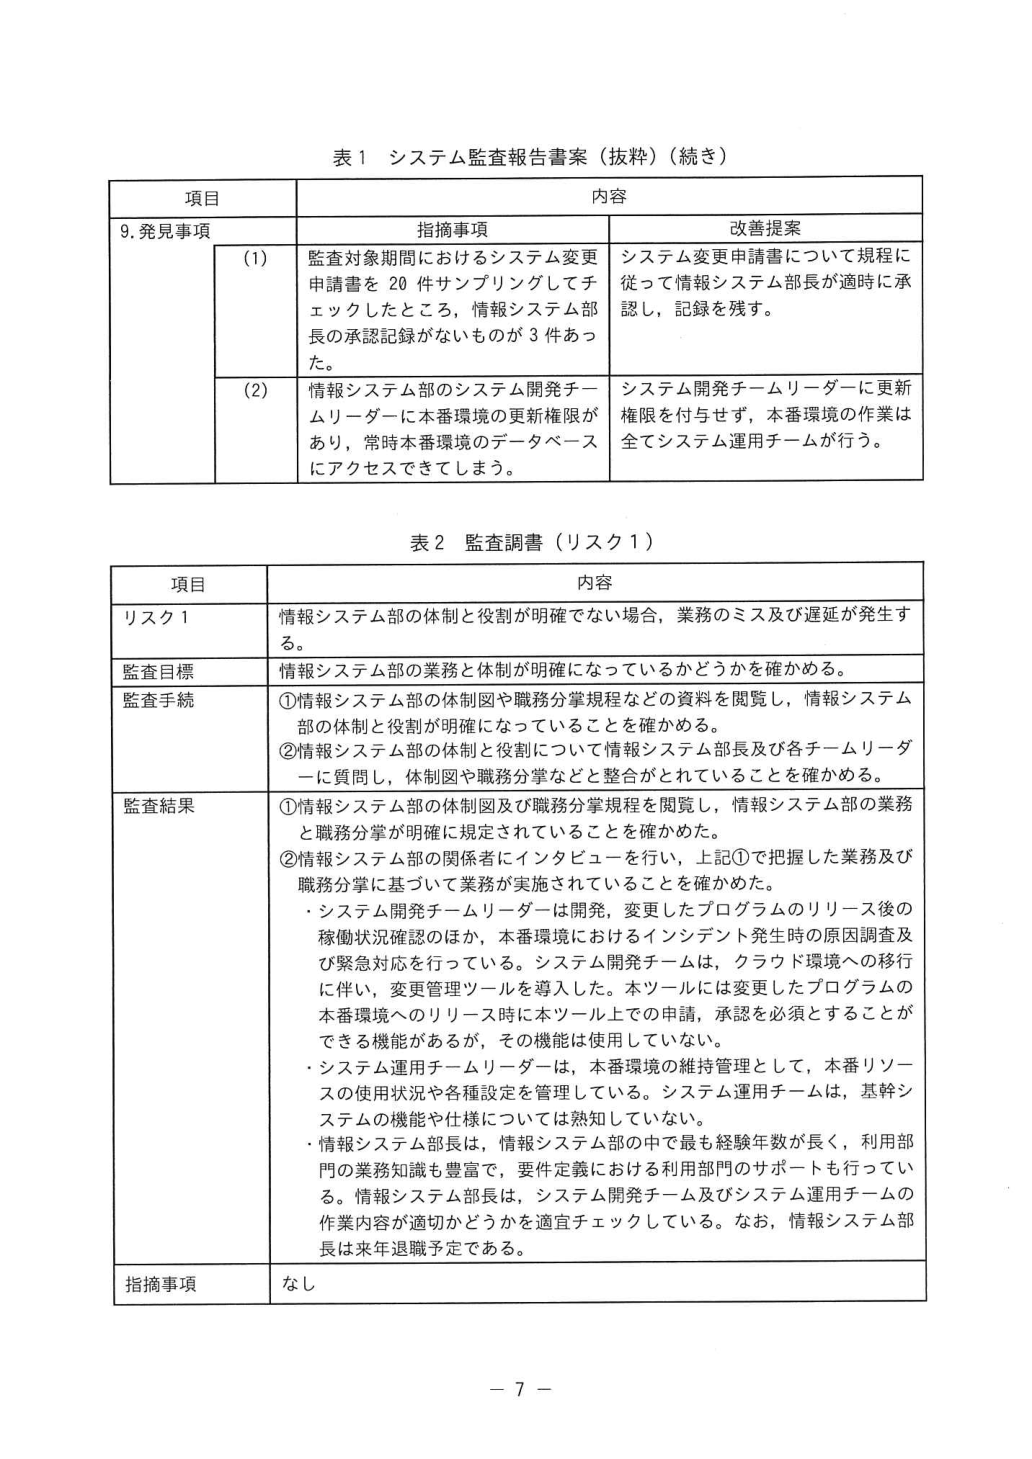 表1 システム監査報告書案（抜粋）（続き）
項目 内容
9.発見事項 指摘事項 改善提案
(1) 監査対象期間におけるシステム変更 システム変更申請書について規程に
申請書を 20 件サンプリングしてチ 従って情報システム部長が適時に承
ェックしたところ，情報システム部 認し，記録を残す。
長の承認記録がないものが 3 件あっ
た。
(2) 情報システム部のシステム開発チー システム開発チームリーダーに更新
ムリーダーに本番環境の更新権限が 権限を付与せず，本番環境の作業は
あり，常時本番環境のデータベース 全てシステム運用チームが行う。
にアクセスできてしまう。
表2 監査調書（リスク1）
項目 内容
リスク1 情報システム部の体制と役割が明確でない場合，業務のミス及び遅延が発生す
る。
監査目標 情報システム部の業務と体制が明確になっているかどうかを確かめる。
監査手続 ①情報システム部の体制図や職務分掌規程などの資料を閲覧し，情報システム
部の体制と役割が明確になっていることを確かめる。
②情報システム部の体制と役割について情報システム部長及び各チームリーダ
ーに質問し，体制図や職務分掌などと整合がとれていることを確かめる。
監査結果 ①情報システム部の体制図及び職務分掌規程を閲覧し，情報システム部の業務
と職務分掌が明確に規定されていることを確かめた。
②情報システム部の関係者にインタビューを行い，上記①で把握した業務及び
職務分掌に基づいて業務が実施されていることを確かめた。
・システム開発チームリーダーは開発，変更したプログラムのリリース後の
稼働状況確認のほか，本番環境におけるインシデント発生時の原因調査及
び緊急対応を行っている。システム開発チームは，クラウド環境への移行
に伴い，変更管理ツールを導入した。本ツールには変更したプログラムの
本番環境へのリリース時に本ツール上での申請，承認を必須とすることが
できる機能があるが，その機能は使用していない。
・システム運用チームリーダーは，本番環境の維持管理として，本番リソー
スの使用状況や各種設定を管理している。システム運用チームは，基幹シ
ステムの機能や仕様については熟知していない。
・情報システム部長は，情報システム部の中で最も経験年数が長く，利用部
門の業務知識も豊富で，要件定義における利用部門のサポートも行ってい
る。情報システム部長は，システム開発チーム及びシステム運用チームの
作業内容が適切かどうかを適宜チェックしている。なお，情報システム部
長は来年退職予定である。
指摘事項 なし
― 7 ―